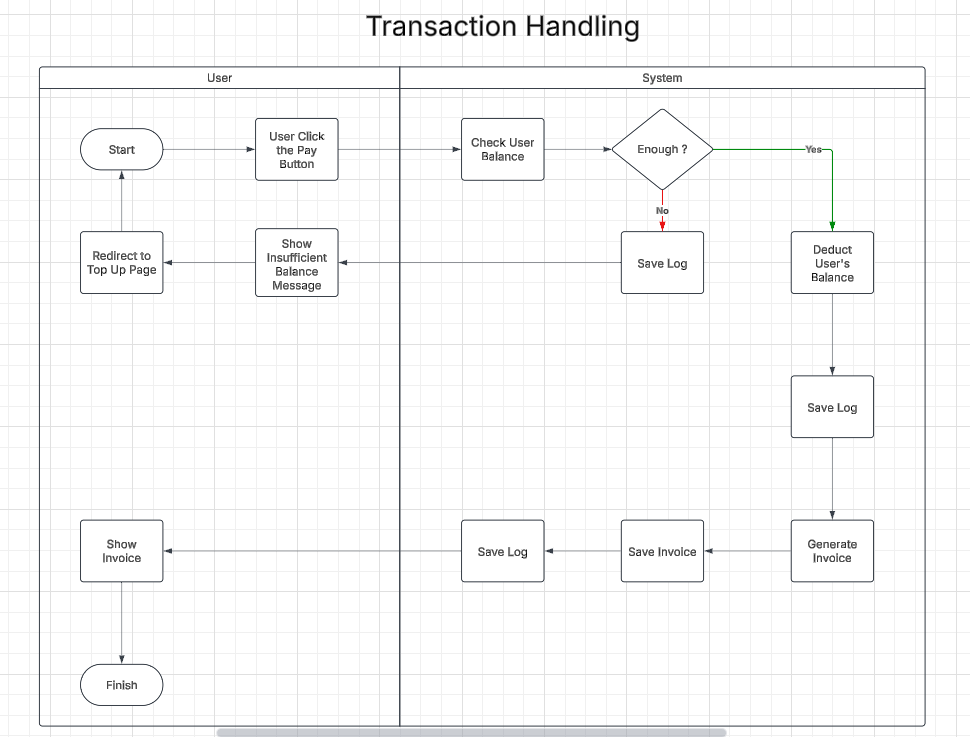 Transaction Handling
User
System
Start
User Click
the Pay
Button
Check User
Balance
Enough ?
Yes
No
Redirect to
Top Up Page
Show
Insufficient
Balance
Message
Save Log
Deduct
User's
Balance
Save Log
Show
Invoice
Save Log
Save Invoice
Generate
Invoice
Finish